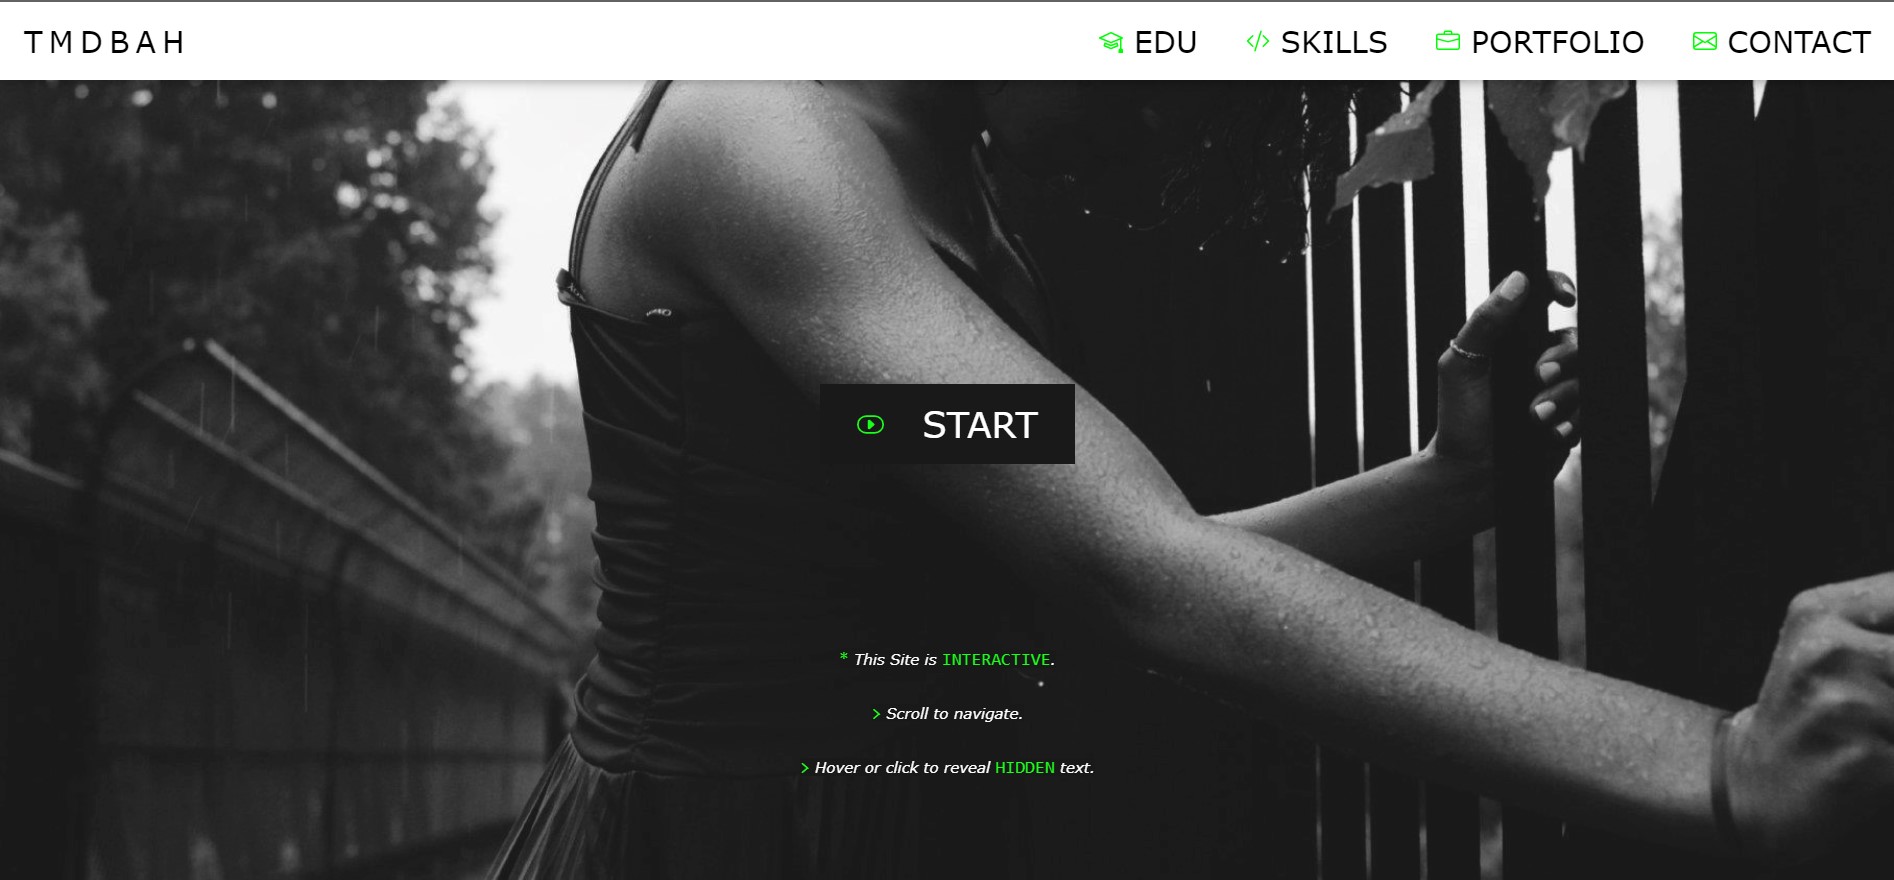 TMDBAH
EDU
SKILLS
PORTFOLIO
CONTACT
START
* This Site is INTERACTIVE.
> Scroll to navigate.
> Hover or click to reveal HIDDEN text.